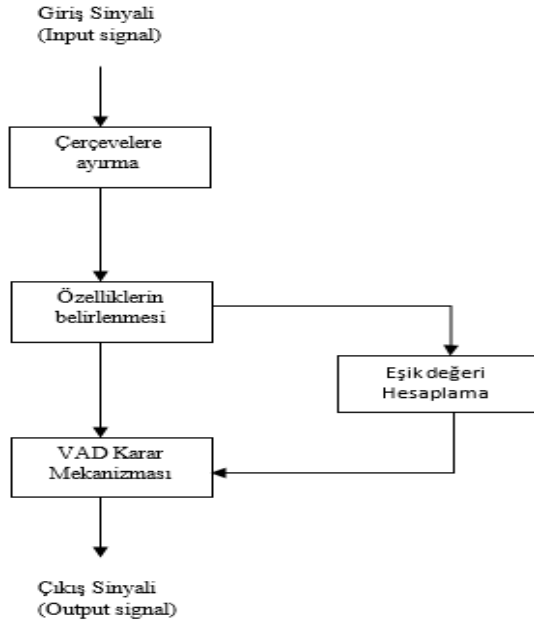 Giriş Sinyali
(Input signal)
Çerçevelere
ayırma
Özelliklerin
belirlenmesi
Eşik değeri
Hesaplama
VAD Karar
Mekanizması
Çıkış Sinyali
(Output signal)